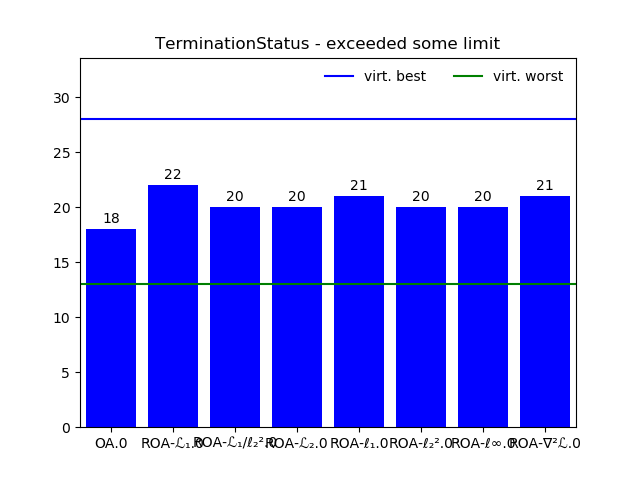 TerminationStatus - exceeded some limit
virt. best virt. worst
30
25
20
15
10
5
0
18 22 20 20 21 20 20 21
OA.0 ROA-ℒ₁.0 ROA-ℒ₁/ℓ₂².0 ROA-ℒ₂.0 ROA-ℓ₁.0 ROA-ℓ₂².0 ROA-ℓ∞.0 ROA-∇²ℒ.0